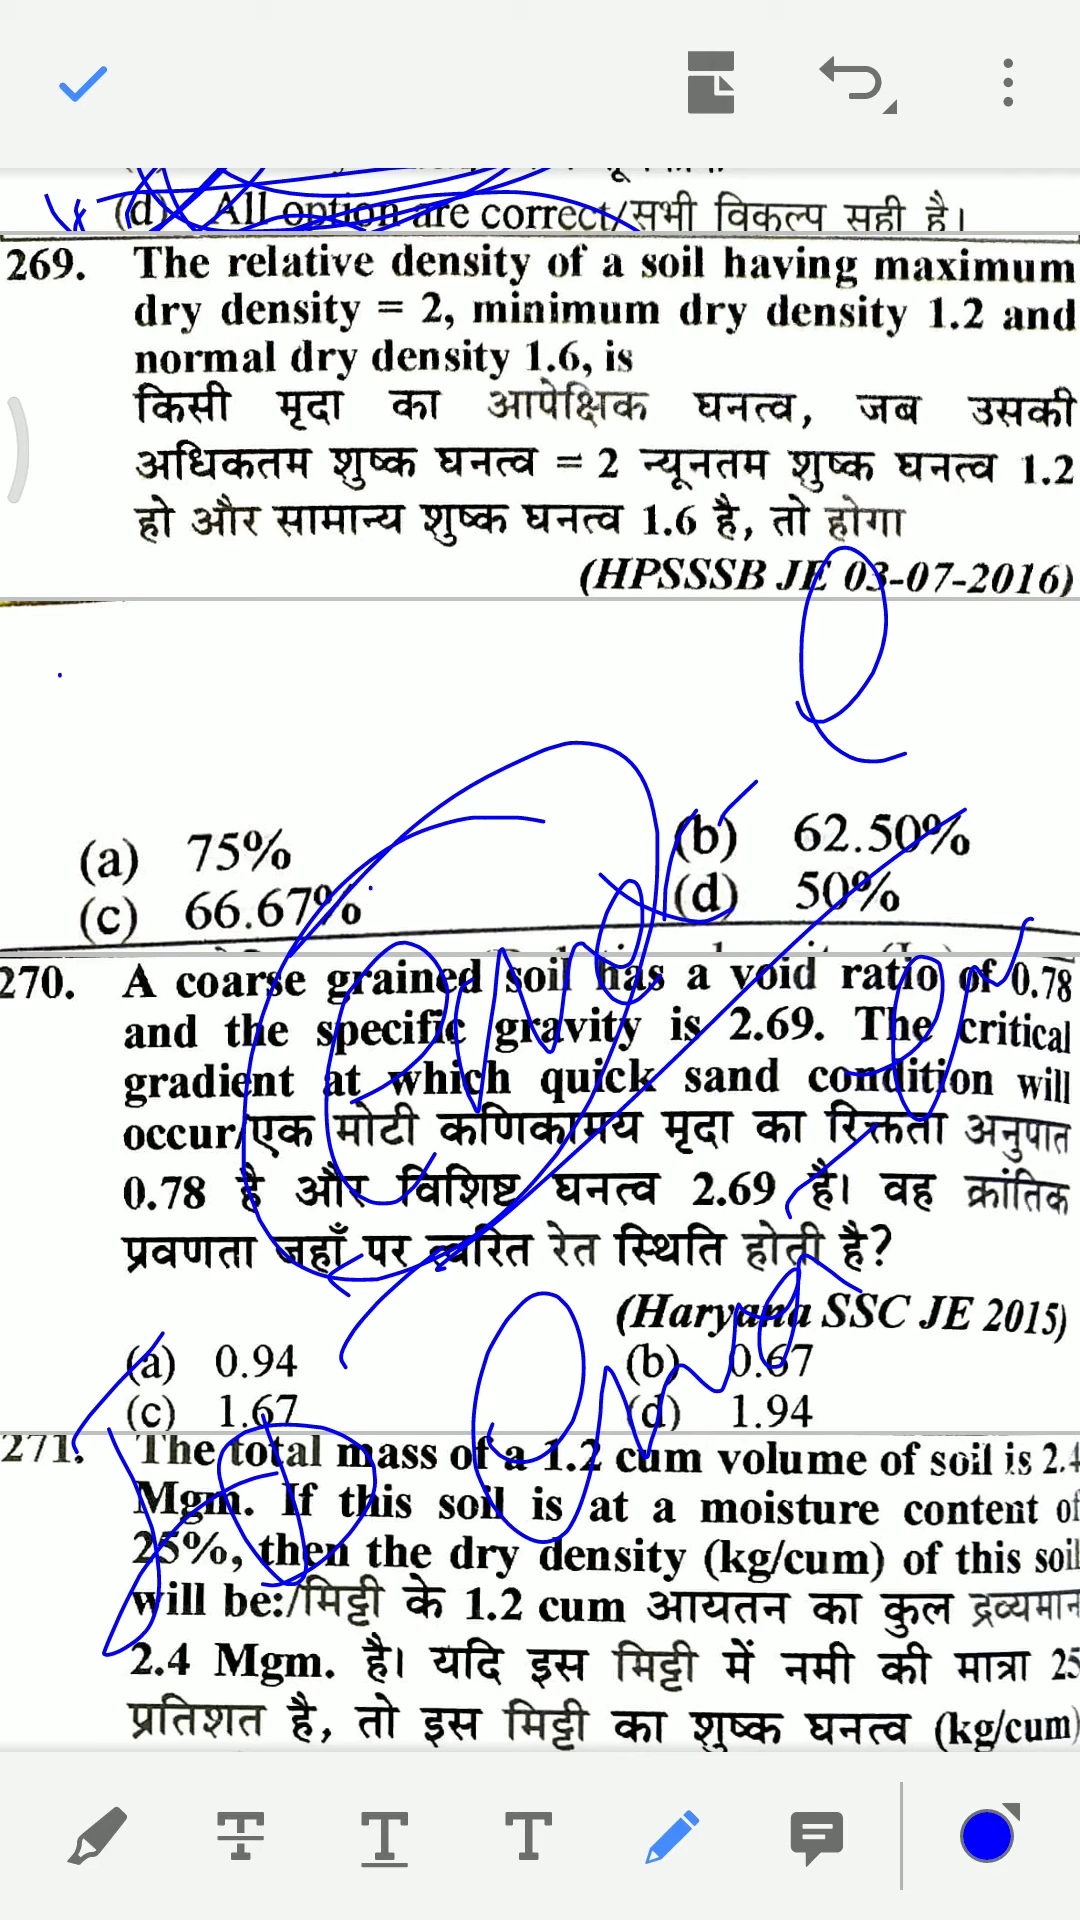 (d) All option are correct/सभी विकल्प सही है।
269. The relative density of a soil having maximum
dry density = 2, minimum dry density 1.2 and
normal dry density 1.6, is
किसी मृदा का आपेक्षिक घनत्व, जब उसकी
अधिकतम शुष्क घनत्व = 2 न्यूनतम शुष्क घनत्व 1.2
हो और सामान्य शुष्क घनत्व 1.6 है, तो होगा
(HPSSSB JE 03-07-2016)
(a) 75% (b) 62.50%
(c) 66.67% (d) 50%
270. A coarse grained soil has a void ratio of 0.78
and the specific gravity is 2.69. The critical
gradient at which quick sand condition will
occur/एक मोटी कणिकामय मृदा का रिक्तता अनुपात
0.78 है और विशिष्ट घनत्व 2.69 है। वह क्रांतिक
प्रवणता जहाँ पर त्वरित रेत स्थिति होती है?
(Haryana SSC JE 2015)
(a) 0.94 (b) 0.67
(c) 1.67 (d) 1.94
271. The total mass of a 1.2 cum volume of soil is 2.4
Mgm. If this soil is at a moisture content of
25%, then the dry density (kg/cum) of this soil
will be:/मिट्टी के 1.2 cum आयतन का कुल द्रव्यमान
2.4 Mgm. है। यदि इस मिट्टी में नमी की मात्रा 25
प्रतिशत है, तो इस मिट्टी का शुष्क घनत्व (kg/cum)